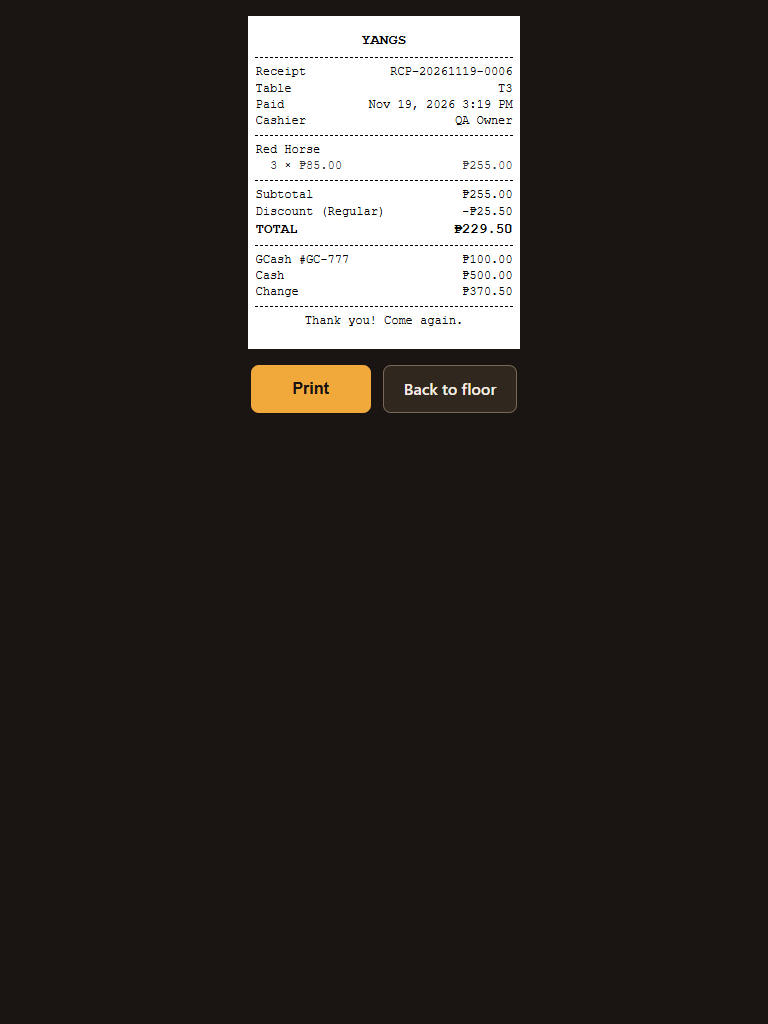 YANGS
Receipt RCP-20261119-0006
Table T3
Paid Nov 19, 2026 3:19 PM
Cashier QA Owner
Red Horse
3 × ₱85.00 ₱255.00
Subtotal ₱255.00
Discount (Regular) -₱25.50
TOTAL ₱229.50
GCash #GC-777 ₱100.00
Cash ₱500.00
Change ₱370.50
Thank you! Come again.
Print Back to floor